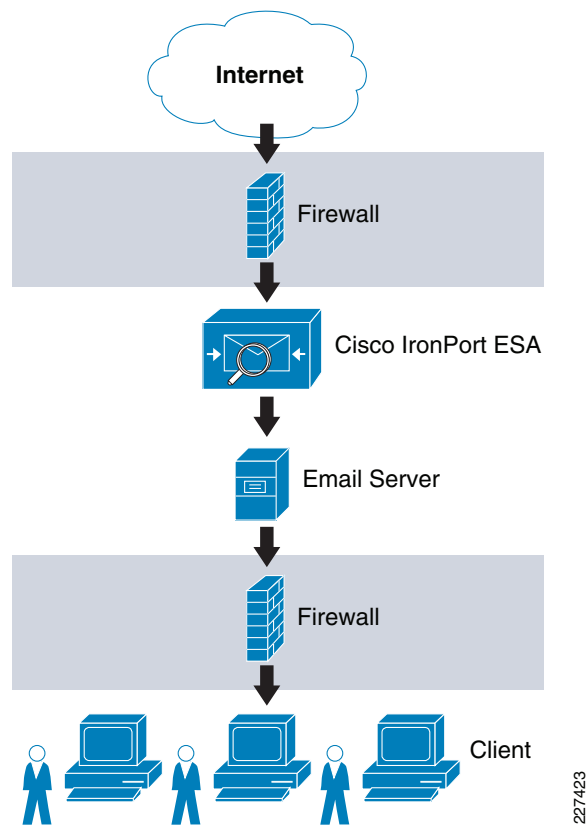 Internet
Firewall
Cisco IronPort ESA
Email Server
Firewall
Client
227423